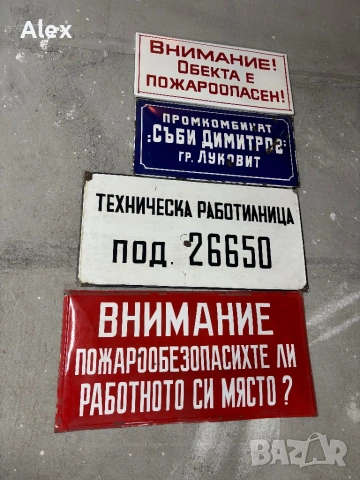 Alex
ВНИМАНИЕ!
ОБЕКТА Е
ПОЖАРООПАСЕН!
ПРОМКОМБИНАТ
"СЪБИ ДИМИТРОВ"
ГР. ЛУКОВИТ
ТЕХНИЧЕСКА РАБОТИЛНИЦА
ПОД. 26650
ВНИМАНИЕ
ПОЖАРООБЕЗОПАСИХТЕ ЛИ
РАБОТНОТО СИ МЯСТО?
BAZAR